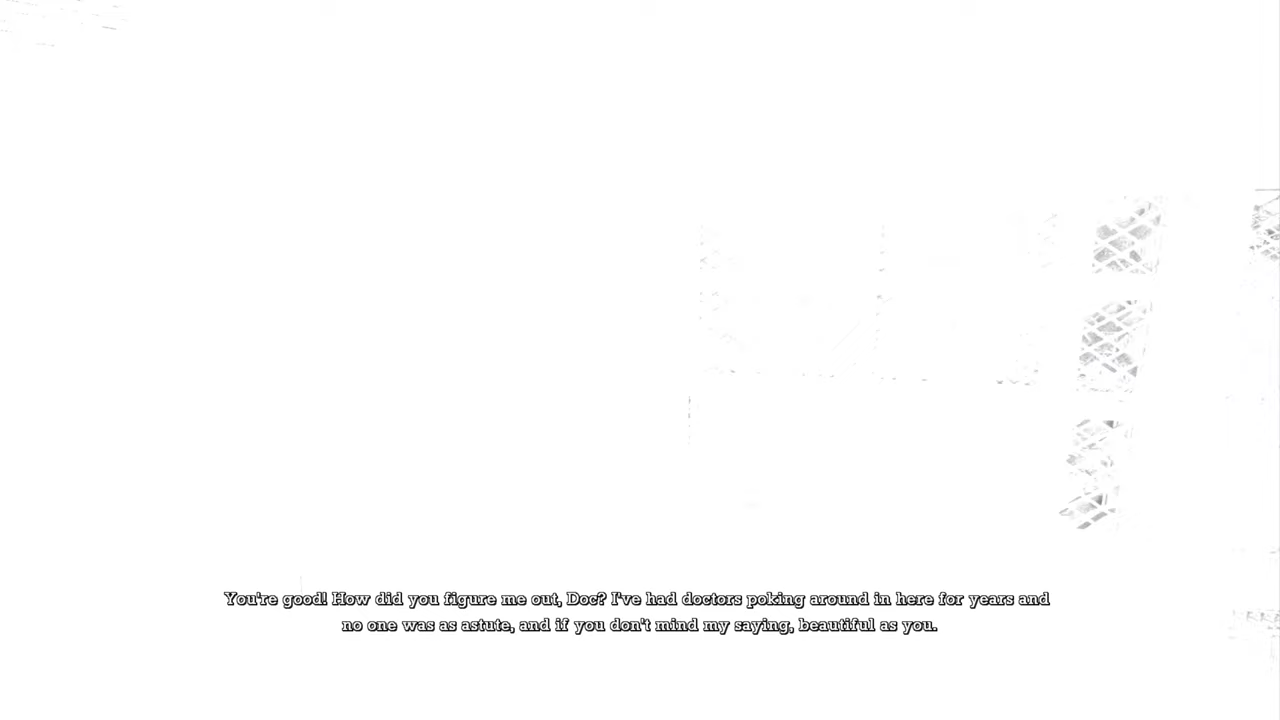 You're good! How did you figure me out, Doc? I've had doctors poking around in here for years and
no one was as astute, and if you don't mind my saying, beautiful as you.